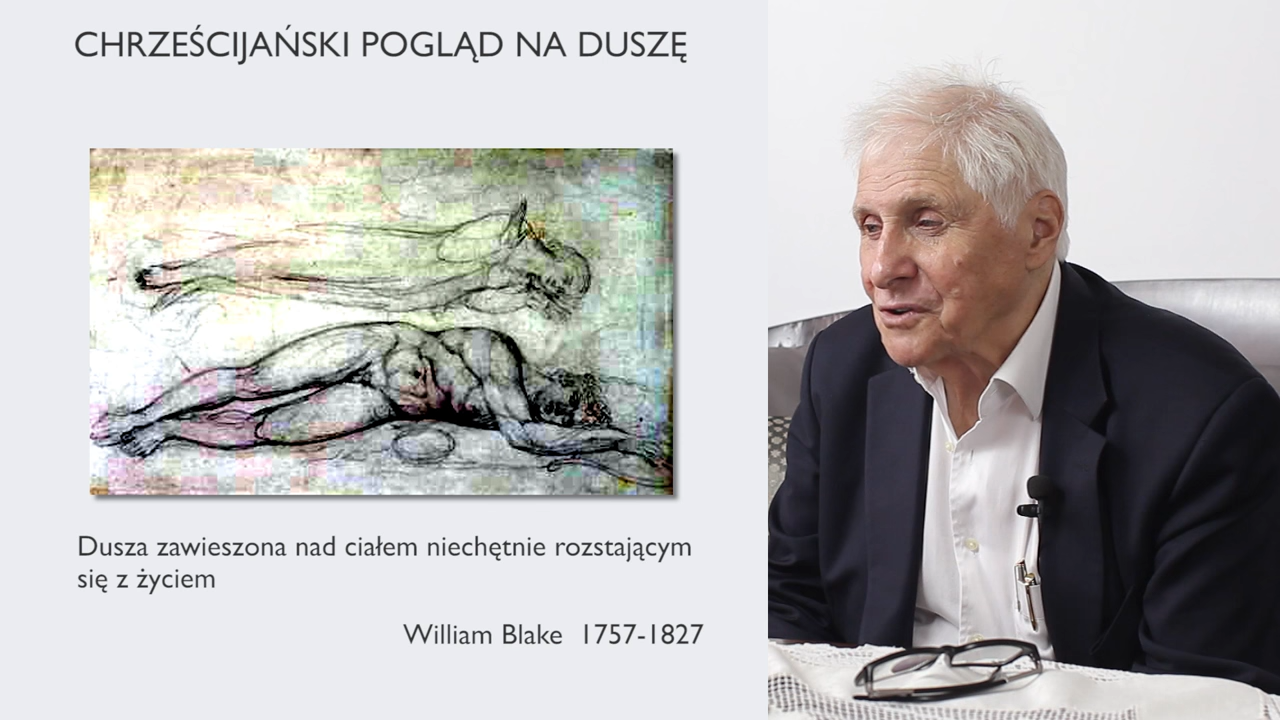 CHRZEŚCIJAŃSKI POGLĄD NA DUSZĘ
Dusza zawieszona nad ciałem niechętnie rozstającym
się z życiem
William Blake 1757-1827